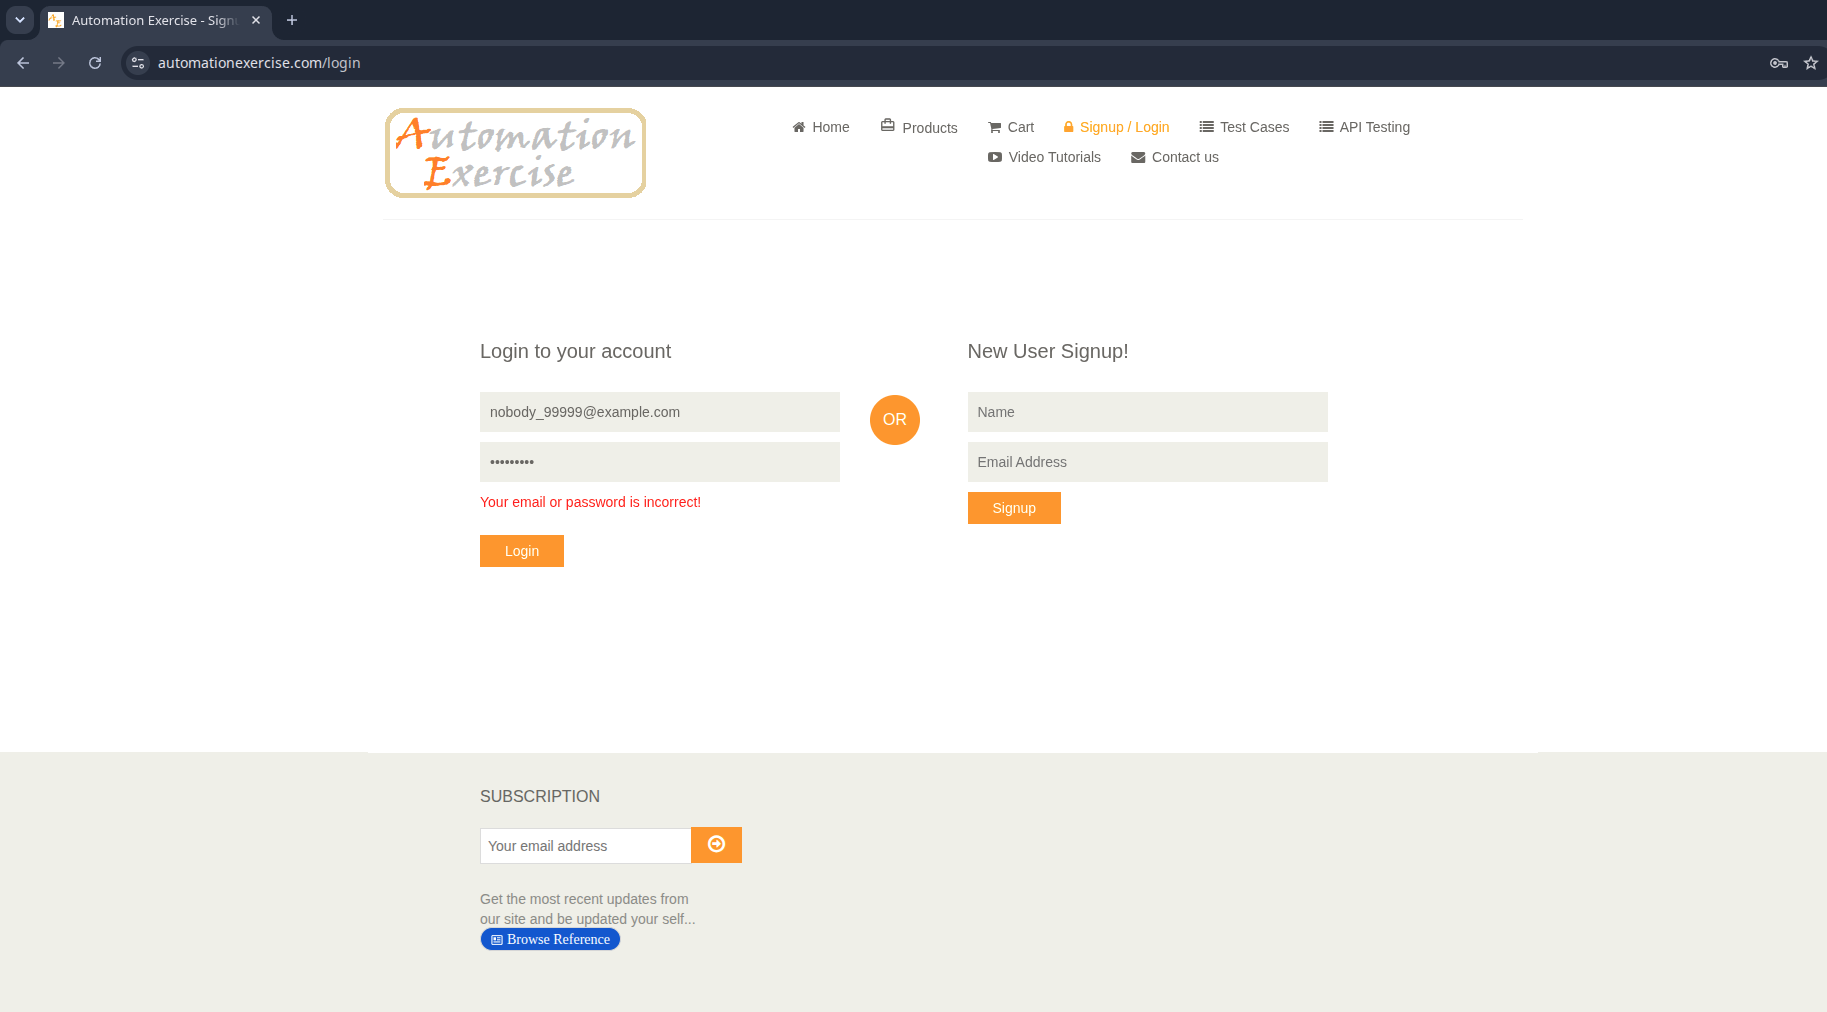 Automation Exercise - Sign
automationexercise.com/login
Automation
Exercise
Home
Products
Cart
Signup / Login
Test Cases
API Testing
Video Tutorials
Contact us
Login to your account
nobody_99999@example.com
•••••••••
Your email or password is incorrect!
Login
OR
New User Signup!
Name
Email Address
Signup
SUBSCRIPTION
Your email address
Get the most recent updates from
our site and be updated your self...
Browse Reference